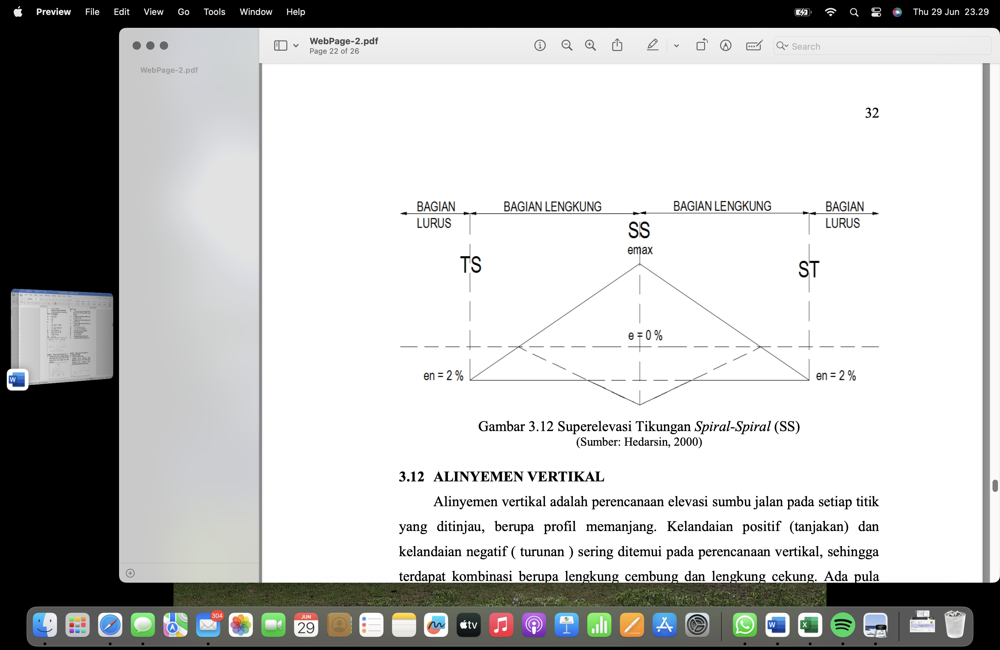 Preview File Edit View Go Tools Window Help
Thu 29 Jun 23.29
WebPage-2.pdf
Page 22 of 26
Search
WebPage-2.pdf
32
BAGIAN LURUS
BAGIAN LENGKUNG
BAGIAN LENGKUNG
BAGIAN LURUS
SS
emax
TS
ST
e = 0 %
en = 2 %
en = 2 %
Gambar 3.12 Superelevasi Tikungan Spiral-Spiral (SS)
(Sumber: Hedarsin, 2000)
3.12 ALINYEMEN VERTIKAL
Alinyemen vertikal adalah perencanaan elevasi sumbu jalan pada setiap titik
yang ditinjau, berupa profil memanjang. Kelandaian positif (tanjakan) dan
kelandaian negatif ( turunan ) sering ditemui pada perencanaan vertikal, sehingga
terdapat kombinasi berupa lengkung cembung dan lengkung cekung. Ada pula
304
JUN
29
tv
W
X
W